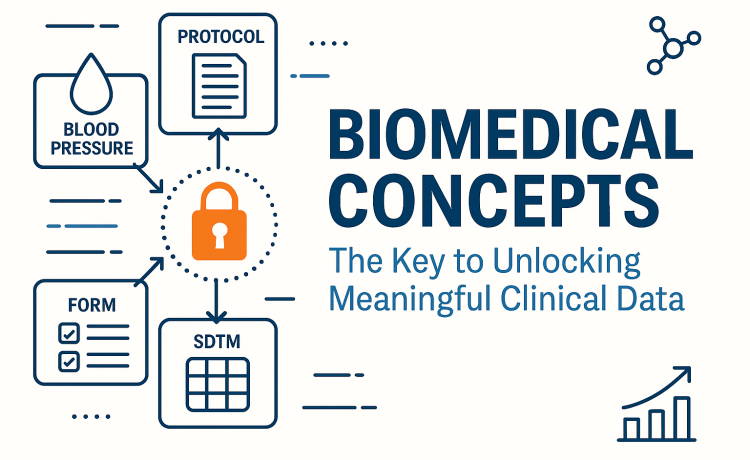 PROTOCOL
BLOOD
PRESSURE
FORM
SDTM
BIOMEDICAL
CONCEPTS
The Key to Unlocking
Meaningful Clinical Data